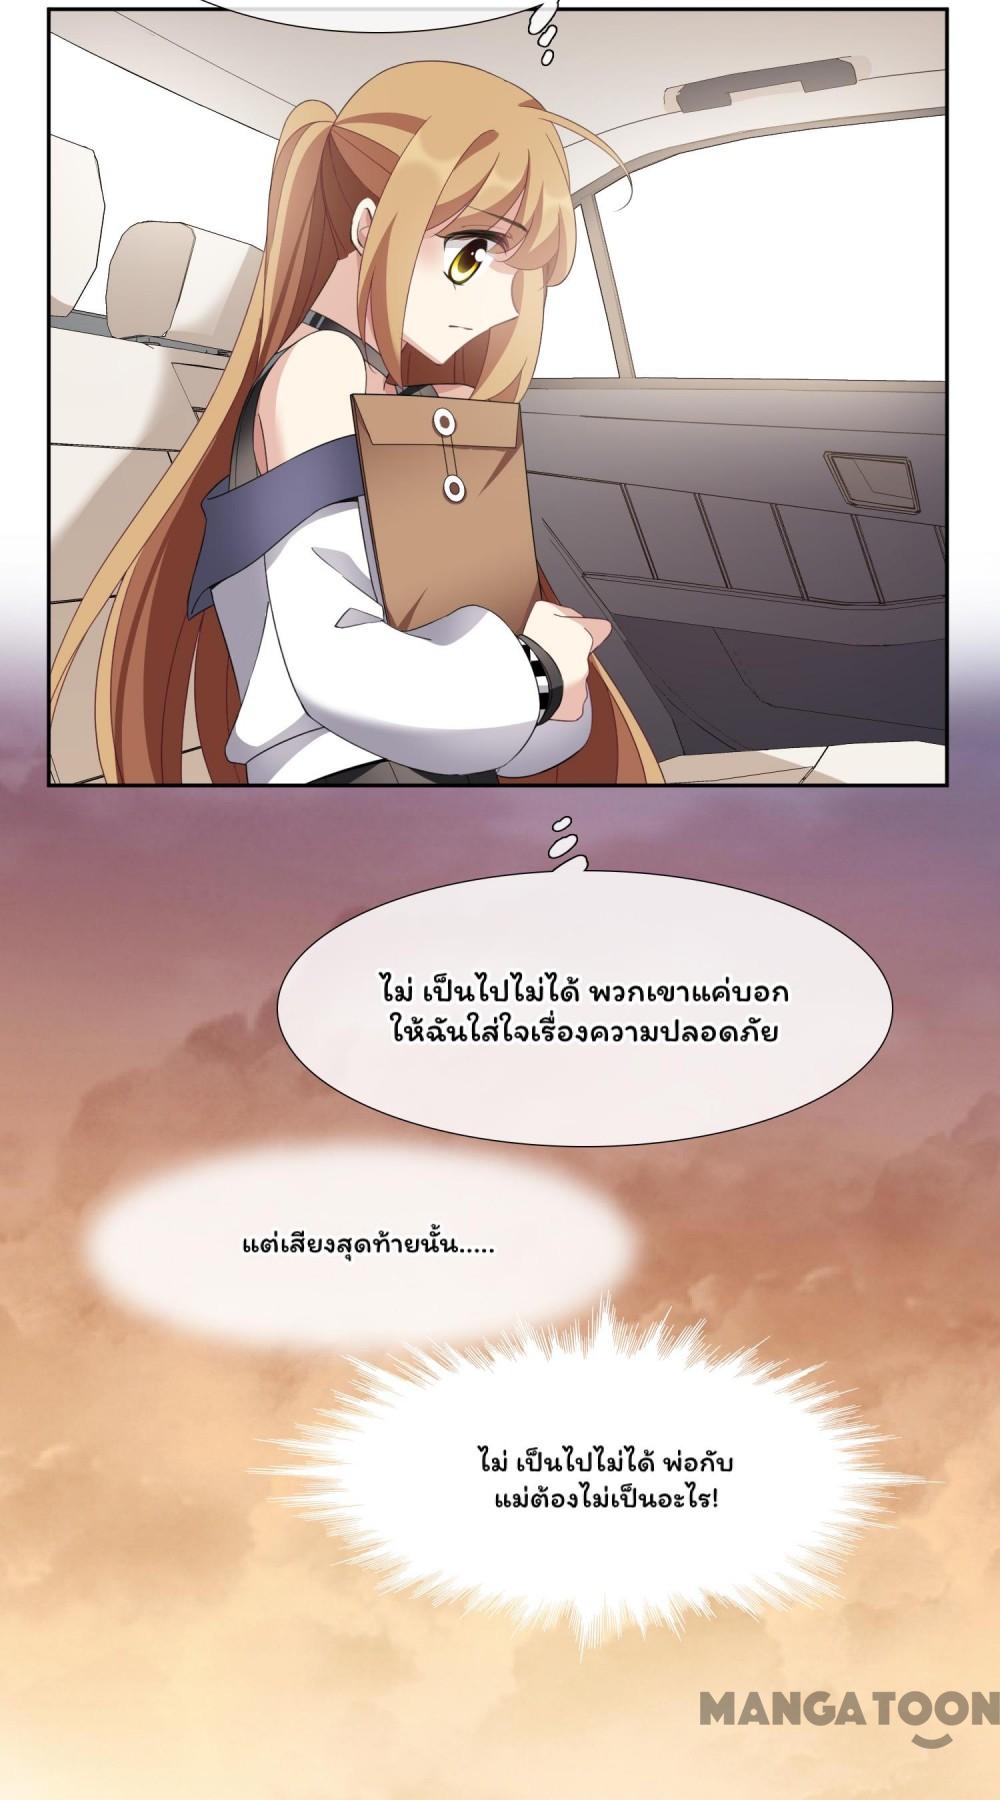 ไม่ เป็นไปไม่ได้ พวกเขาแค่บอก
ให้ฉันใส่ใจเรื่องความปลอดภัย
แต่เสียงสุดท้ายนั้น.....
ไม่ เป็นไปไม่ได้ พ่อกับ
แม่ต้องไม่เป็นอะไร!
MANGATOON